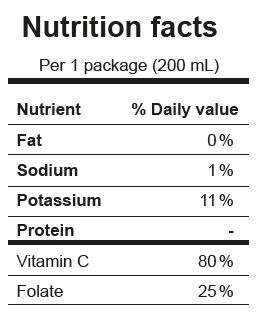 Nutrition facts
Per 1 package (200 mL)
Nutrient % Daily value
Fat 0 %
Sodium 1 %
Potassium 11 %
Protein -
Vitamin C 80 %
Folate 25 %